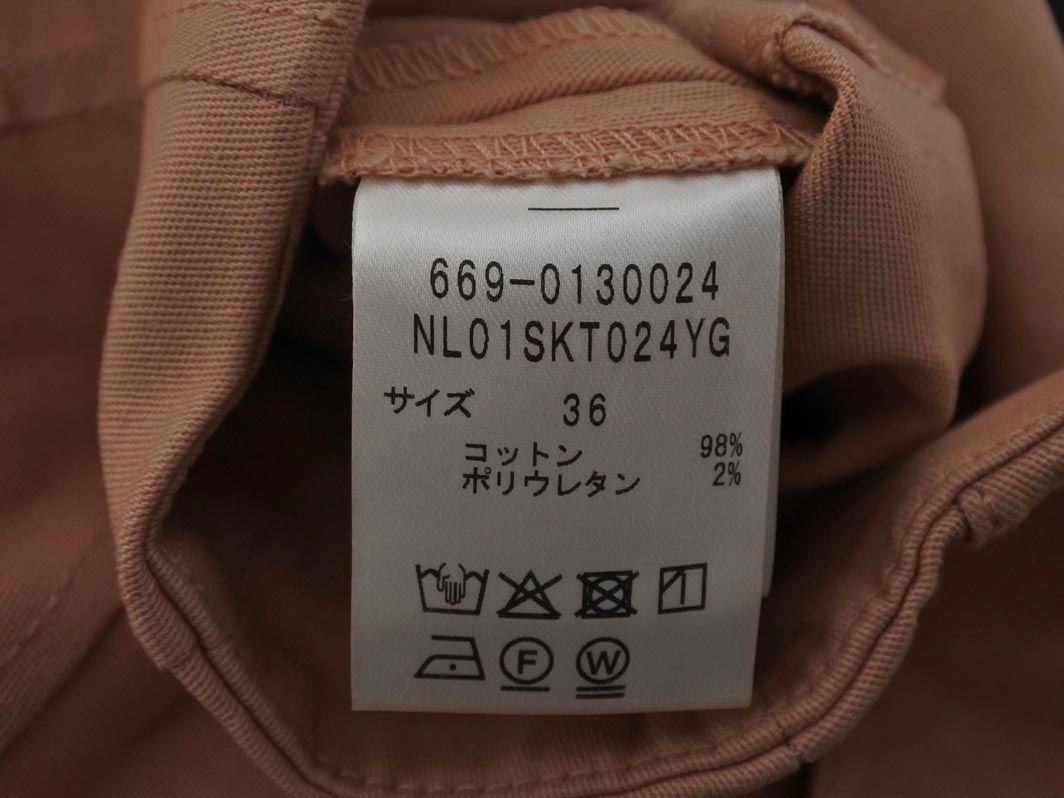 669-0130024
NL01SKT024YG
サイズ 36
コットン 98%
ポリウレタン 2%
F W